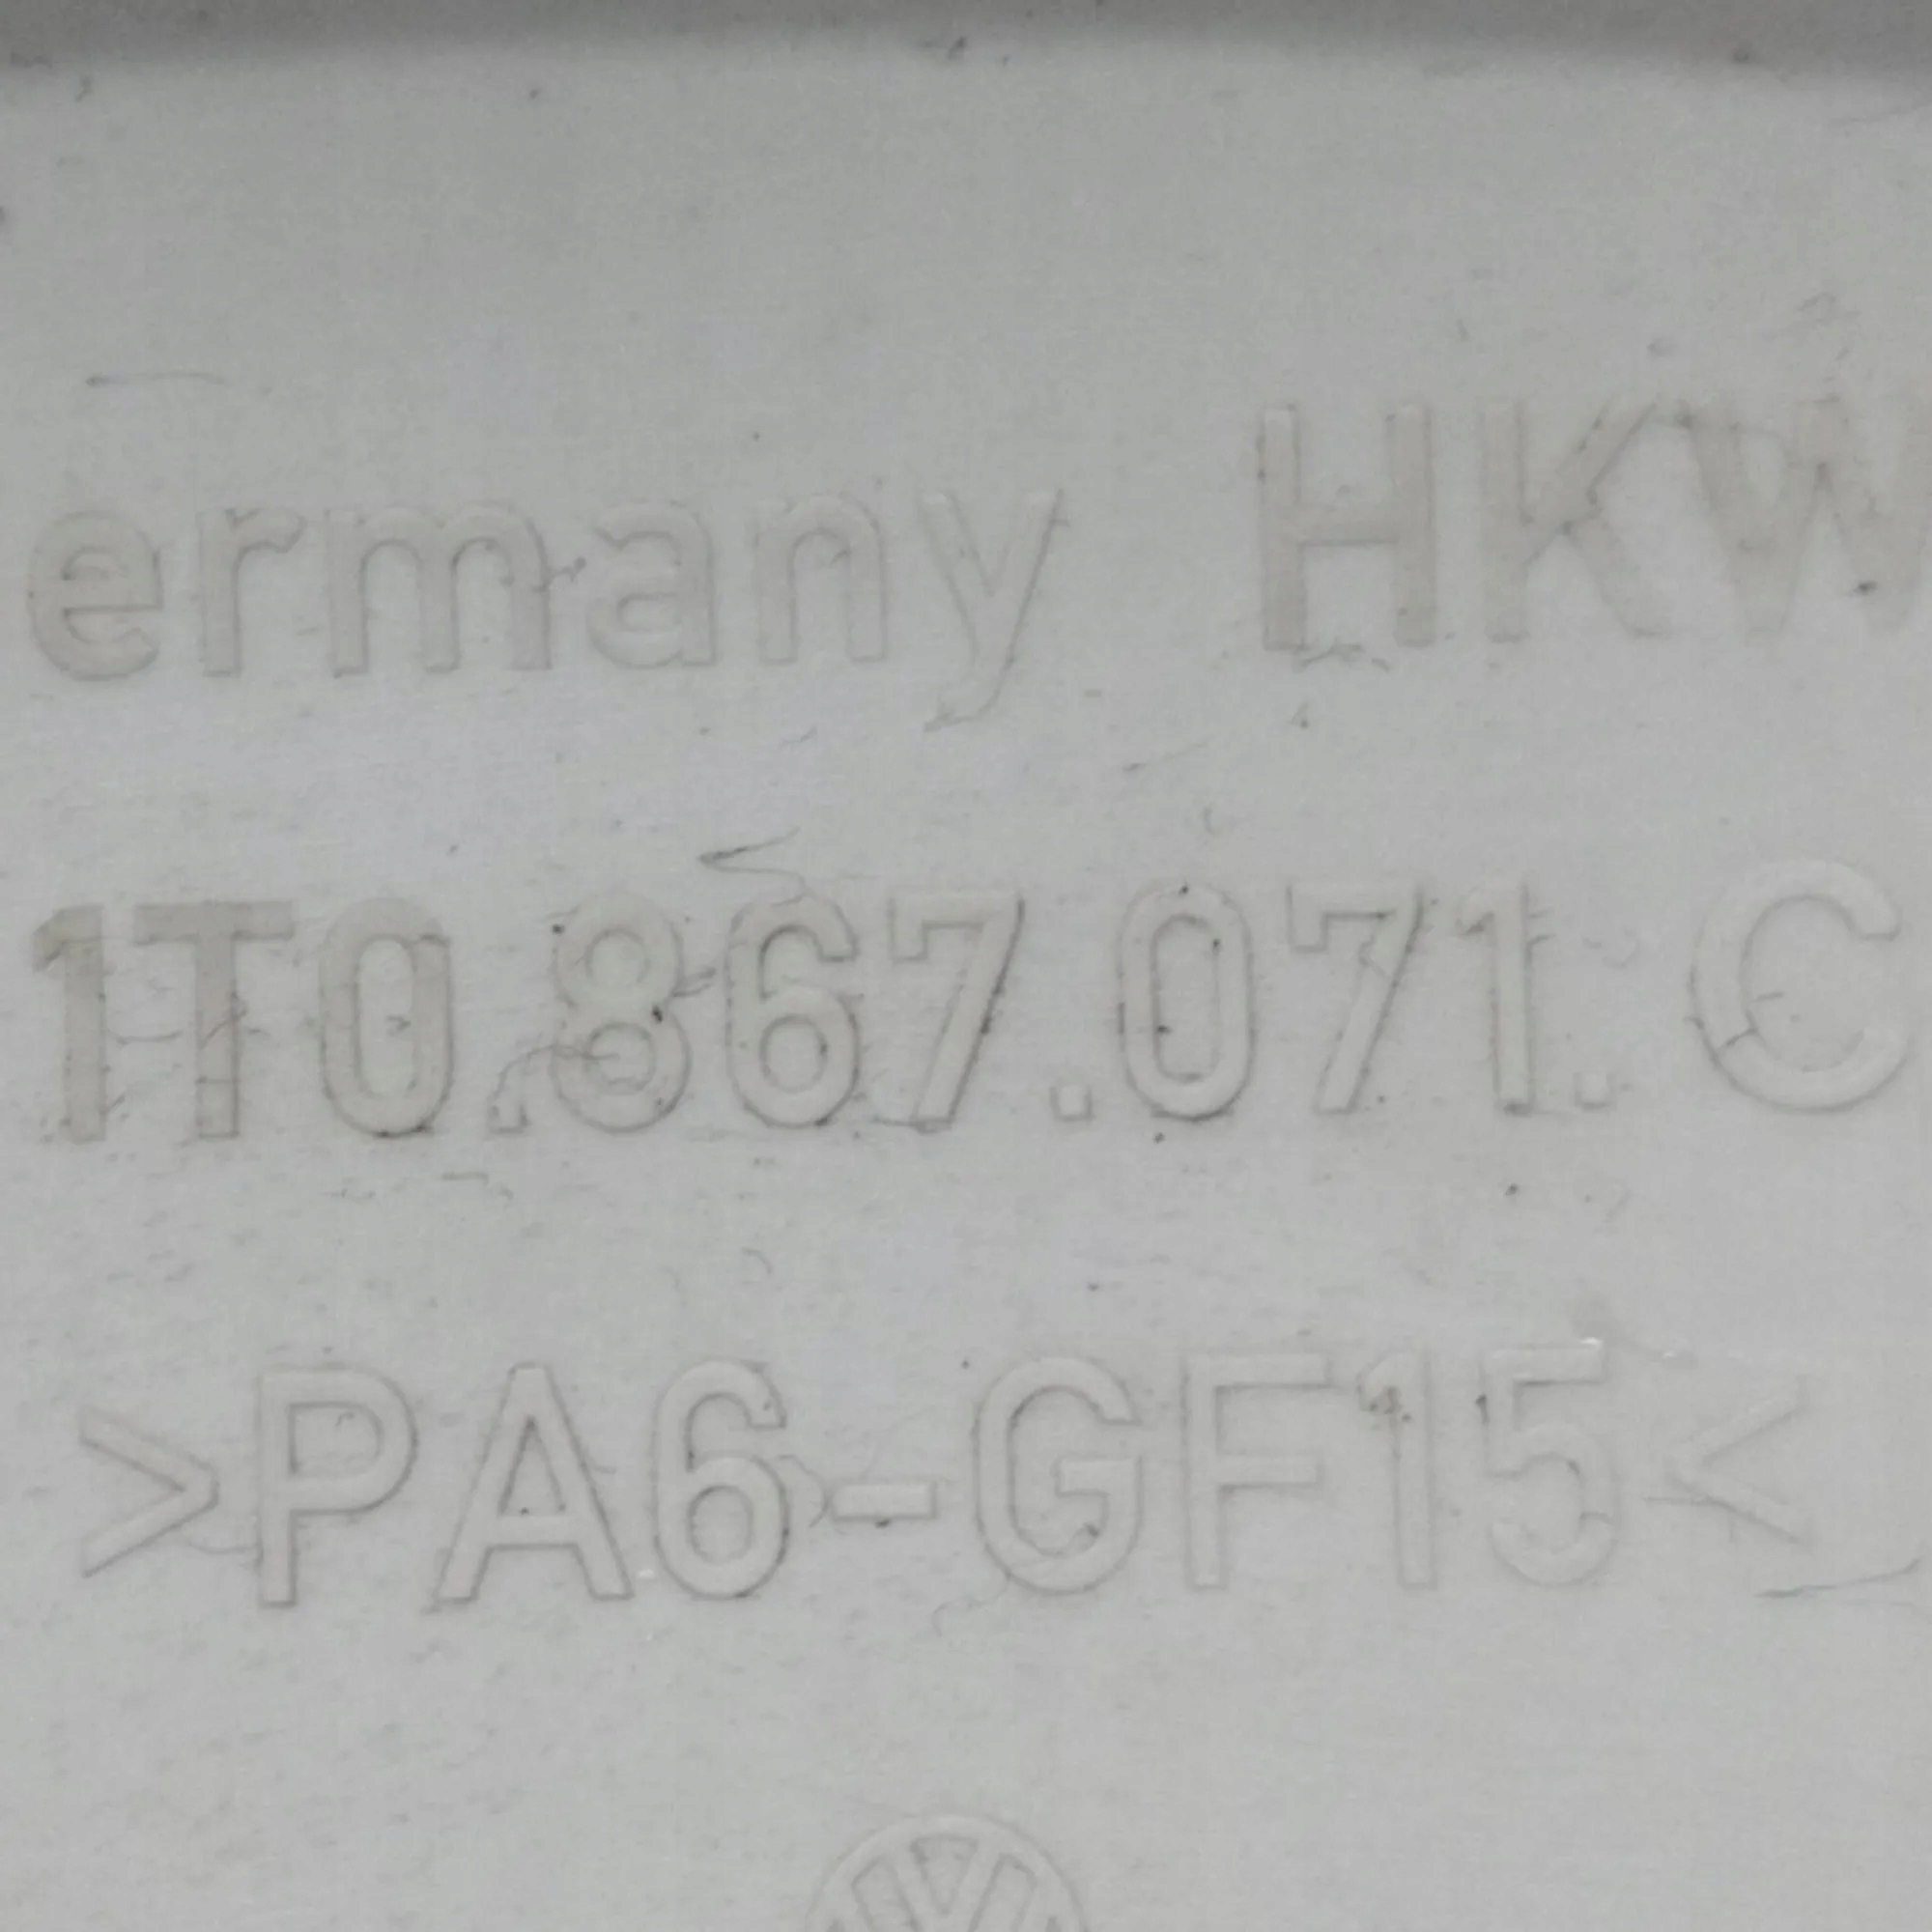 ermany HKW
1T0.867.071.C
>PA6-GF15<